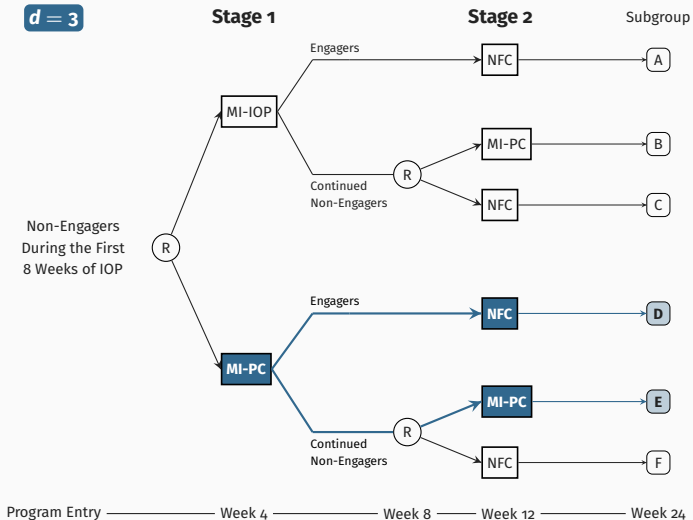 d = 3
Stage 1
Stage 2
Subgroup
Engagers
NFC
A
MI-IOP
MI-PC
B
R
Continued
Non-Engagers
NFC
C
Non-Engagers
During the First
8 Weeks of IOP
R
Engagers
NFC
D
MI-PC
MI-PC
E
R
Continued
Non-Engagers
NFC
F
Program Entry
Week 4
Week 8
Week 12
Week 24